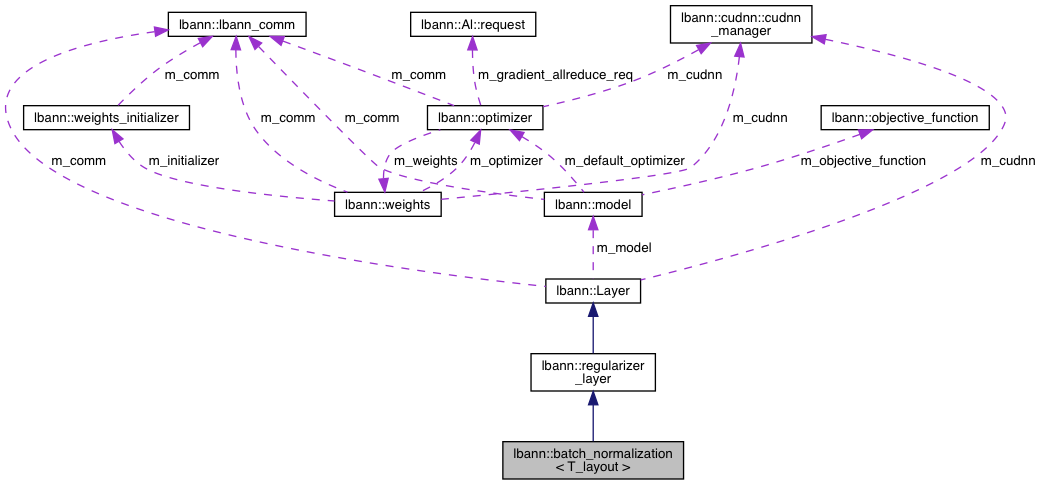 lbann::lbann_comm
lbann::Al::request
lbann::cudnn::cudnn
_manager
m_comm
m_gradient_allreduce_req
m_cudnn
lbann::weights_initializer
lbann::optimizer
lbann::objective_function
m_comm
m_comm
m_cudnn
m_comm
m_initializer
m_weights
m_optimizer
m_default_optimizer
m_objective_function
m_cudnn
lbann::weights
lbann::model
m_model
lbann::Layer
lbann::regularizer
_layer
lbann::batch_normalization
< T_layout >